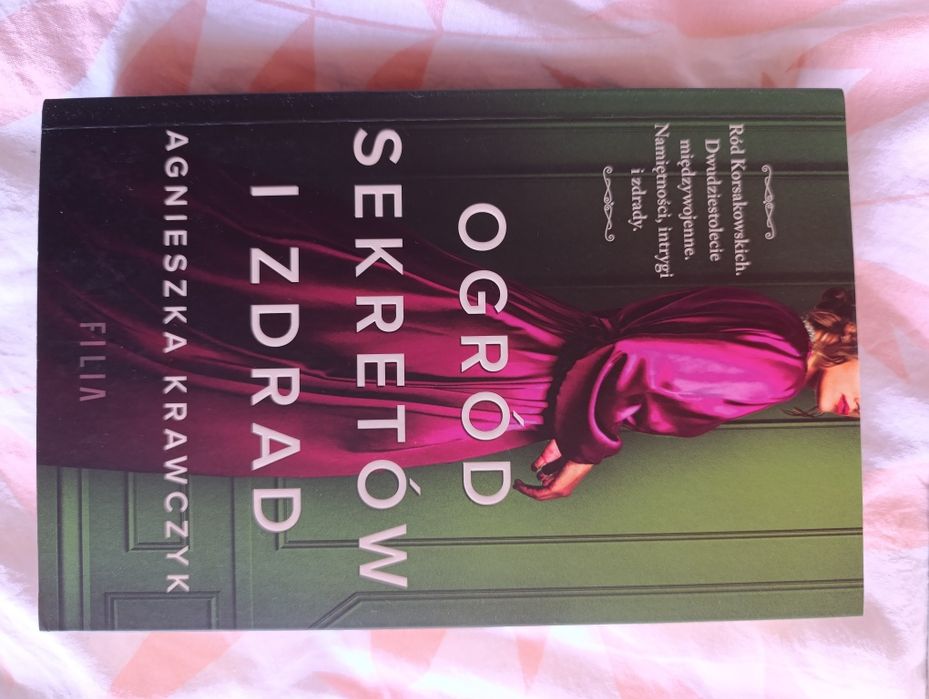 Ród Korsakowskich.
Dwudziestolecie
międzywojenne.
Namiętności, intrygi
i zdrady.
OGRÓD
SEKRETÓW
I ZDRAD
AGNIESZKA KRAWCZYK
FILIA